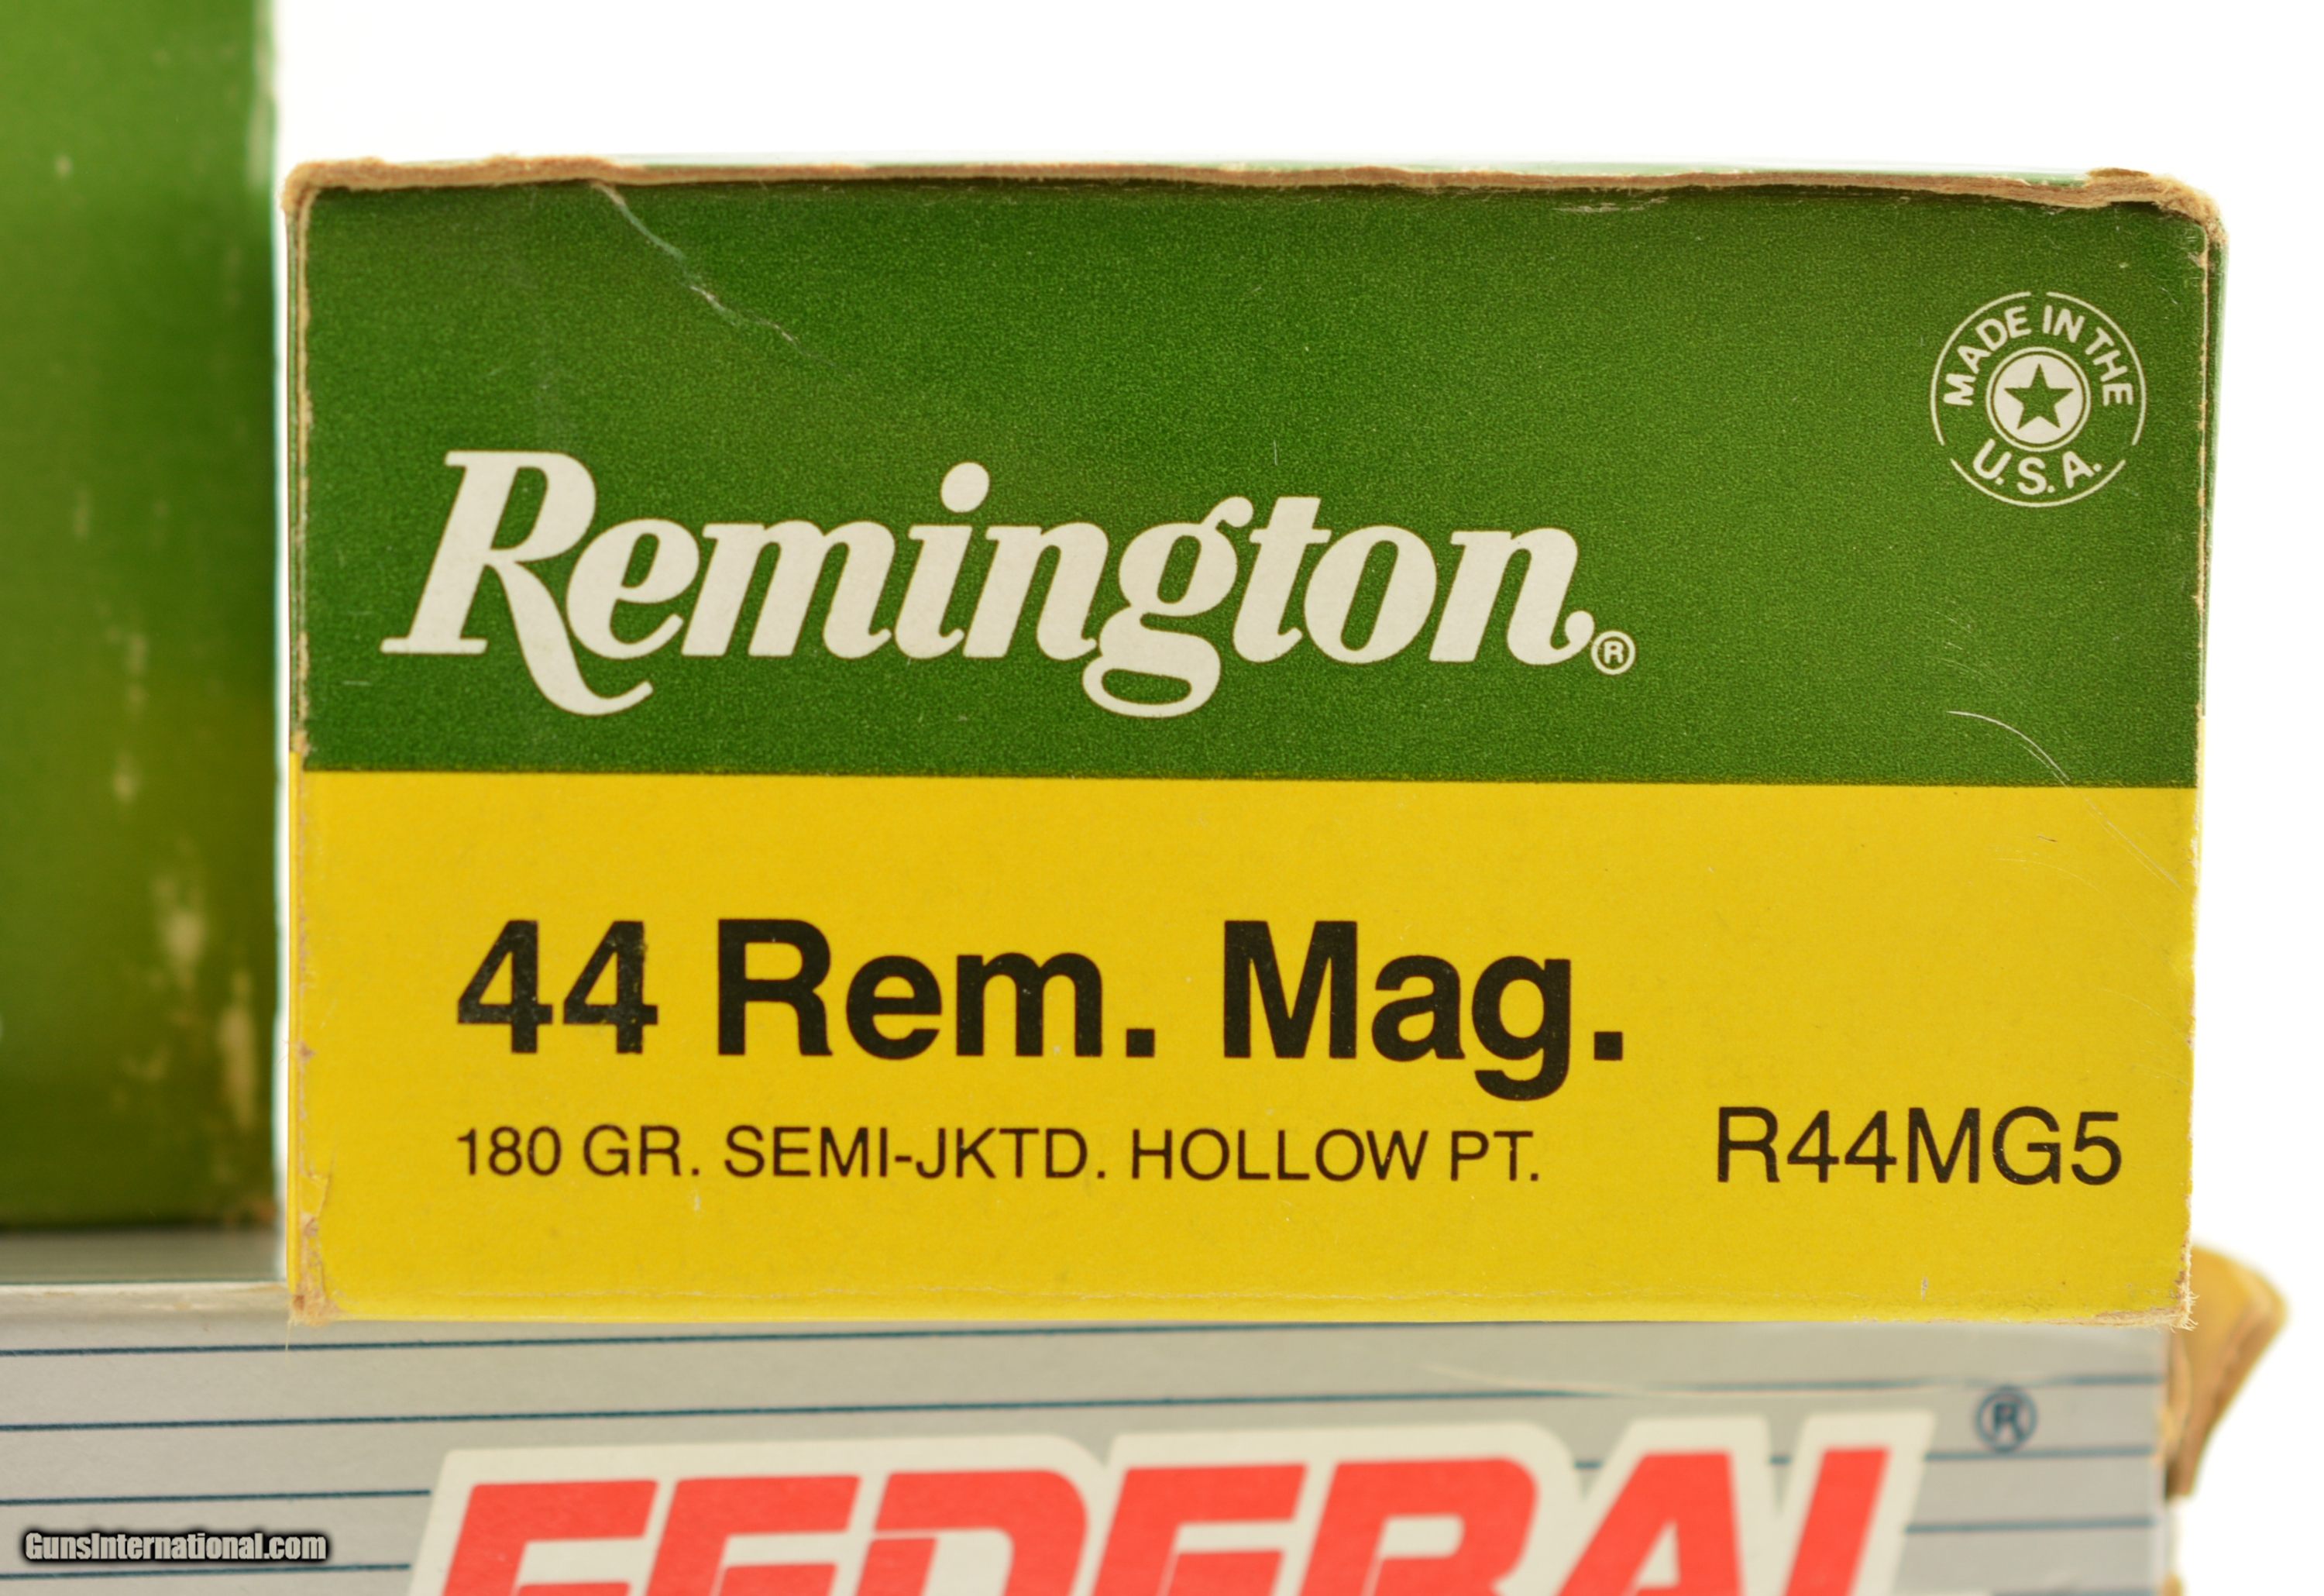 MADE IN THE
U.S.A.
Remington®
44 Rem. Mag.
180 GR. SEMI-JKTD. HOLLOW PT. R44MG5
FEDERAL®
GunsInternational.com